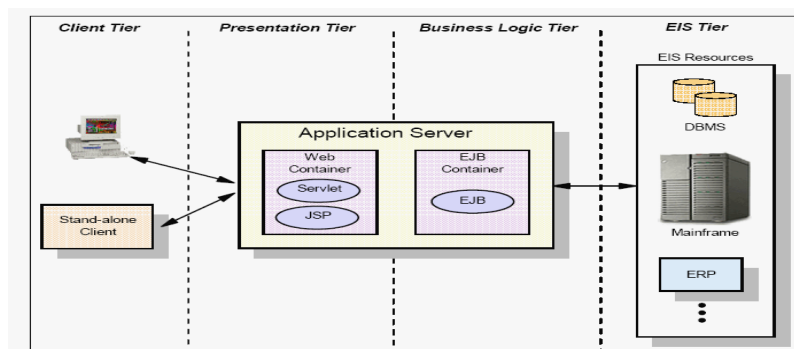 Client Tier
Presentation Tier
Business Logic Tier
EIS Tier
EIS Resources
DBMS
Application Server
Web
Container
Servlet
JSP
EJB
Container
EJB
Stand-alone
Client
Mainframe
ERP